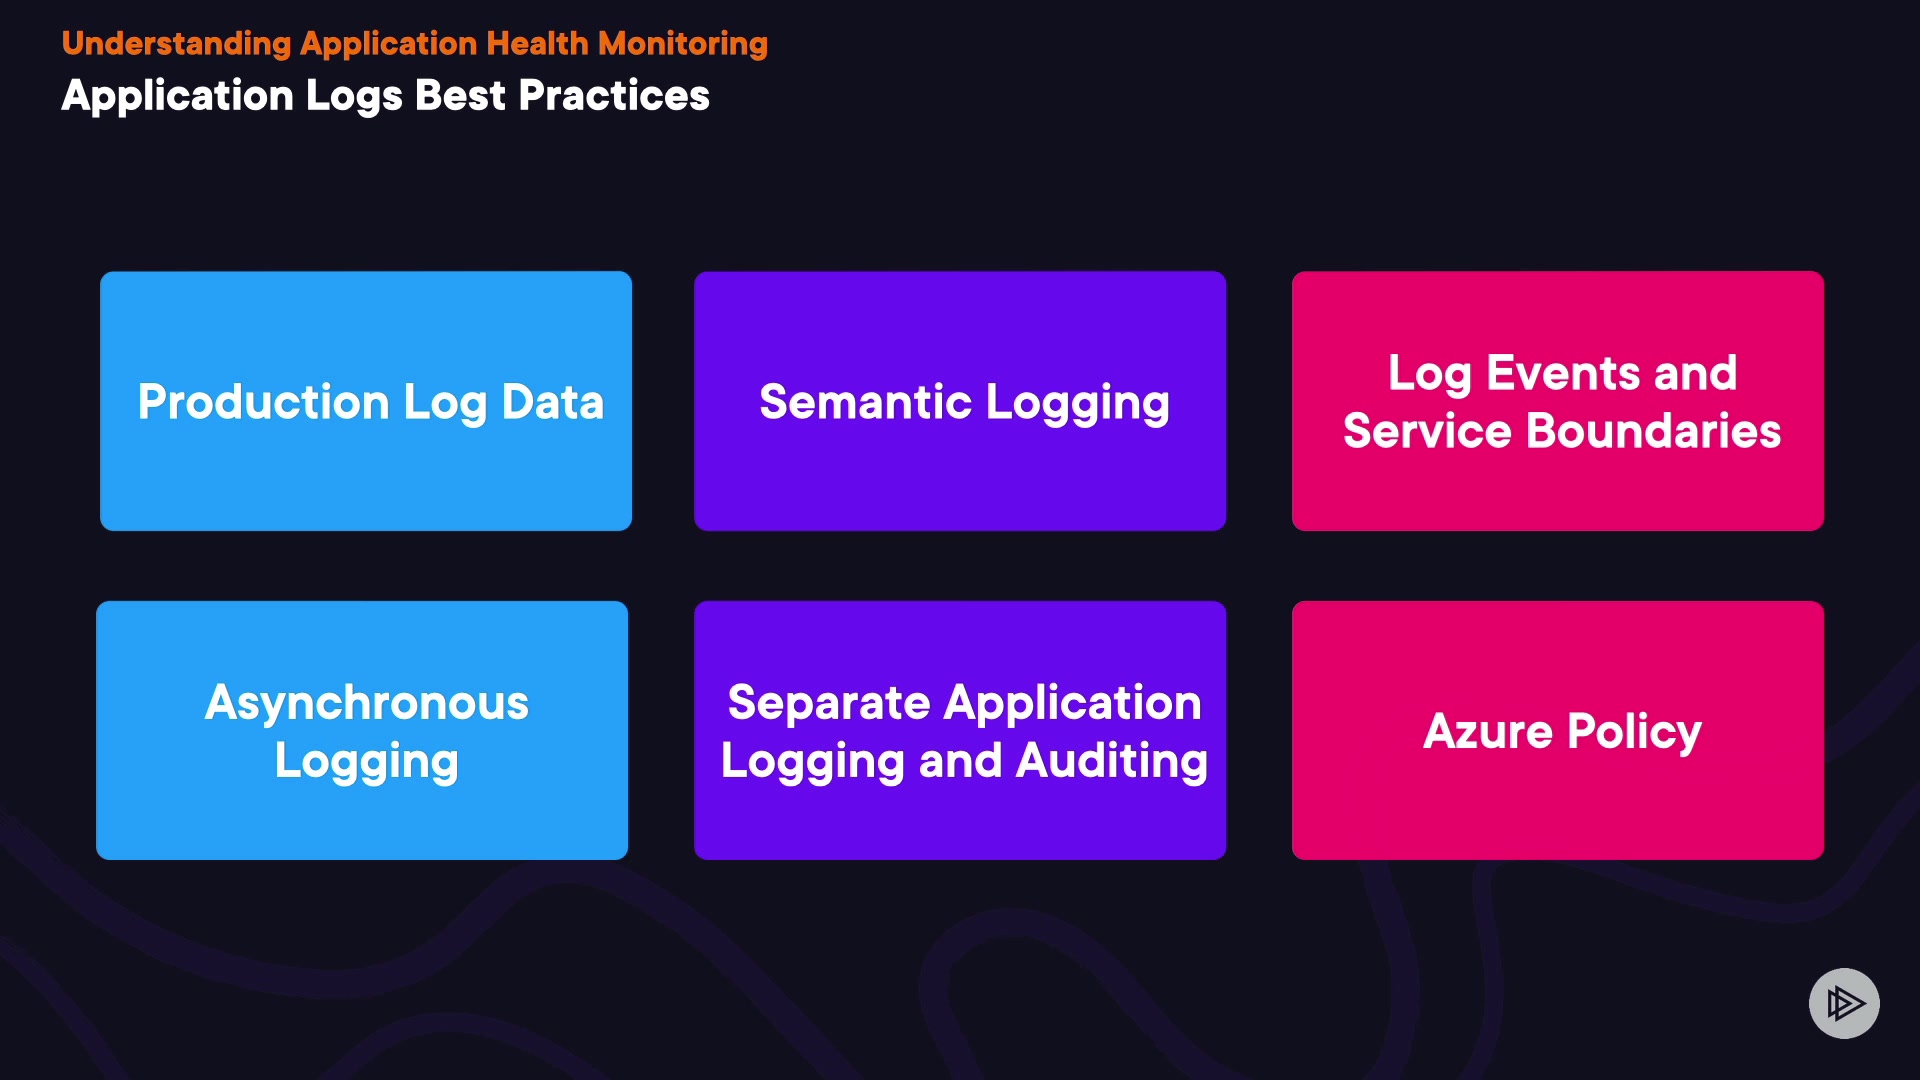 Understanding Application Health Monitoring
Application Logs Best Practices
Production Log Data
Semantic Logging
Log Events and
Service Boundaries
Asynchronous
Logging
Separate Application
Logging and Auditing
Azure Policy